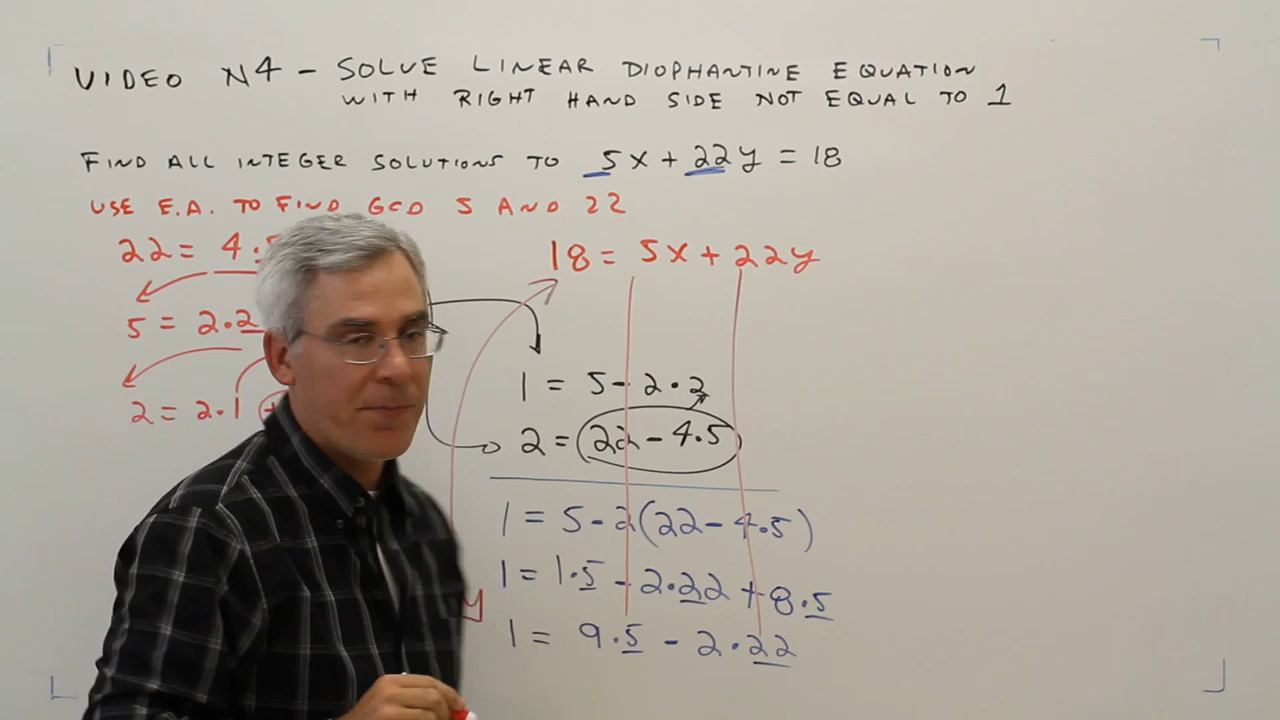 VIDEO N4 - SOLVE LINEAR DIOPHANTINE EQUATION
WITH RIGHT HAND SIDE NOT EQUAL TO 1
FIND ALL INTEGER SOLUTIONS TO 5x + 22y = 18
USE E.A. TO FIND GCD 5 AND 22
22 = 4·5
5 = 2·2
2 = 2·1 +
18 = 5x + 22y
1 = 5 - 2·2
2 = (22 - 4·5)
1 = 5 - 2(22 - 4·5)
1 = 1·5 - 2·22 + 8·5
y
1 = 9·5 - 2·22